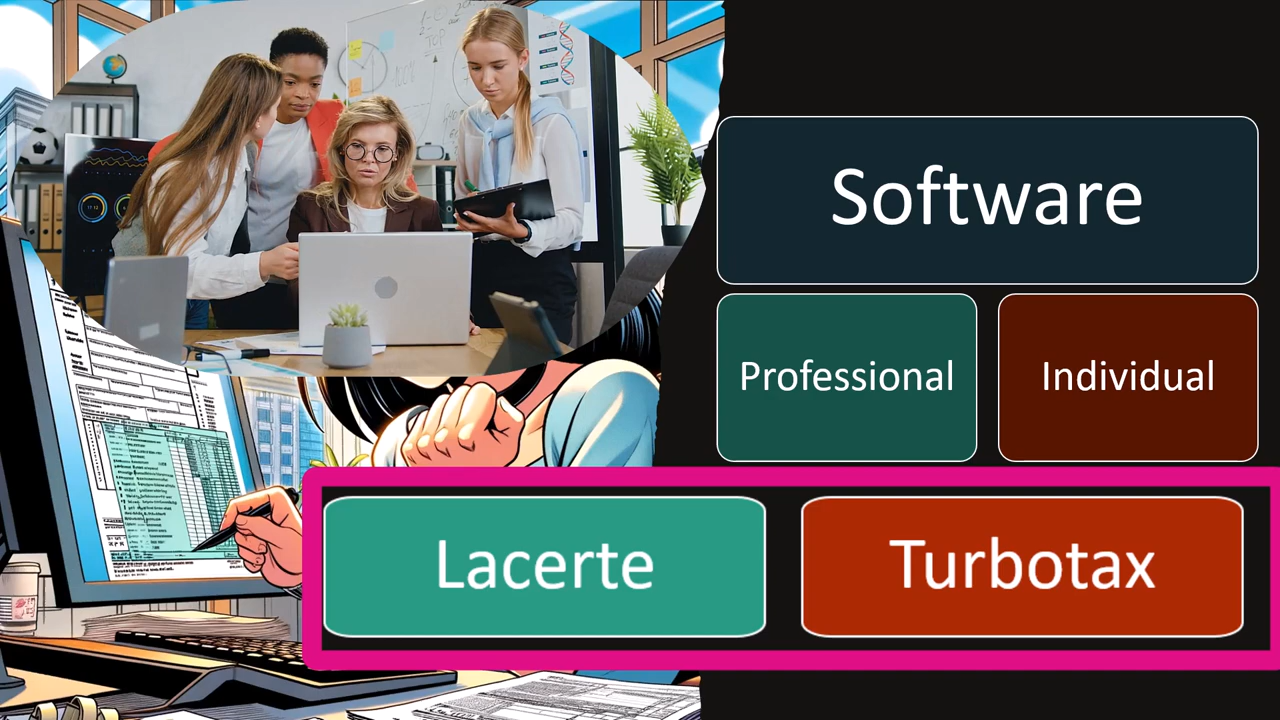 Software
Professional
Individual
Lacerte
Turbotax